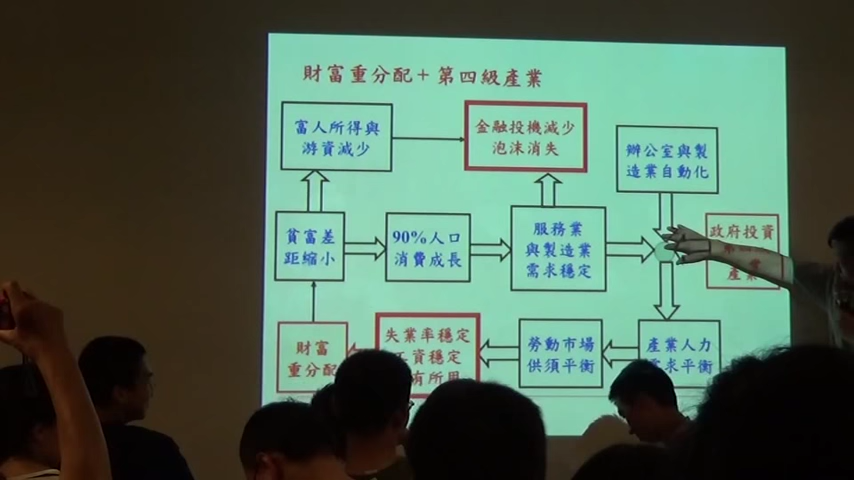 財富重分配+第四級產業
富人所得與
游資減少
金融投機減少
泡沫消失
辦公室與製
造業自動化
貧富差
距縮小
90%人口
消費成長
服務業
與製造業
需求穩定
政府投資
產業
財富
重分配
失業率穩定
工資穩定
有所用
勞動市場
供須平衡
產業人力
需求平衡